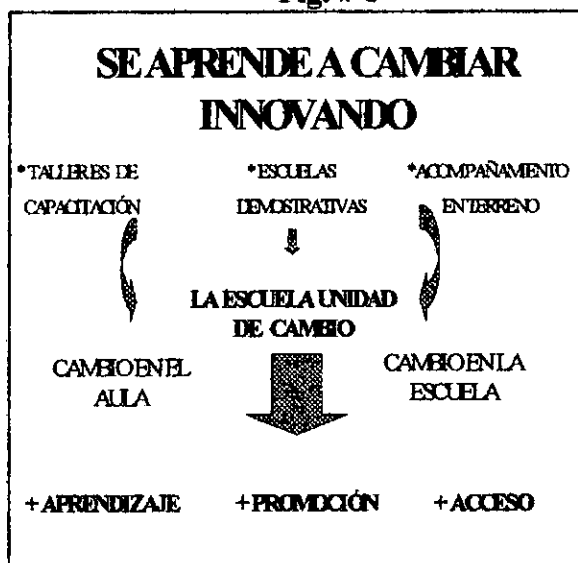 SE APRENDE A CAMBIAR
INNOVANDO
*TALLERES DE
CAPACITACIÓN
*ESCUELAS
DEMOSTRATIVAS
*ACOMPAÑAMIENTO
EN TERRENO
LA ESCUELA UNIDAD
DE CAMBIO
CAMBIO EN EL
AULA
CAMBIO EN LA
ESCUELA
+APRENDIZAJE
+PROMOCIÓN
+ACCESO